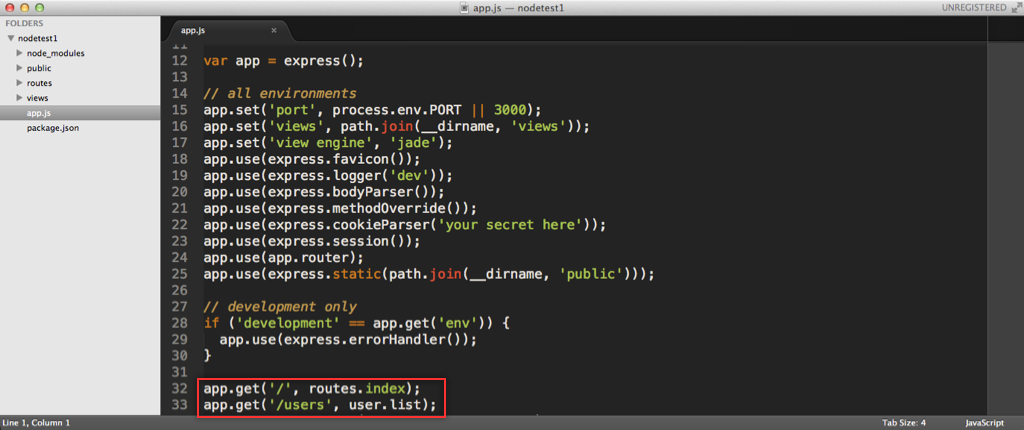 app.js — nodetest1
UNREGISTERED
FOLDERS
nodetest1
node_modules
public
routes
views
app.js
package.json
app.js ×
11
12 var app = express();
13
14 // all environments
15 app.set('port', process.env.PORT || 3000);
16 app.set('views', path.join(__dirname, 'views'));
17 app.set('view engine', 'jade');
18 app.use(express.favicon());
19 app.use(express.logger('dev'));
20 app.use(express.bodyParser());
21 app.use(express.methodOverride());
22 app.use(express.cookieParser('your secret here'));
23 app.use(express.session());
24 app.use(app.router);
25 app.use(express.static(path.join(__dirname, 'public')));
26
27 // development only
28 if ('development' == app.get('env')) {
29   app.use(express.errorHandler());
30 }
31
32 app.get('/', routes.index);
33 app.get('/users', user.list);
Line 1, Column 1
Tab Size: 4
JavaScript